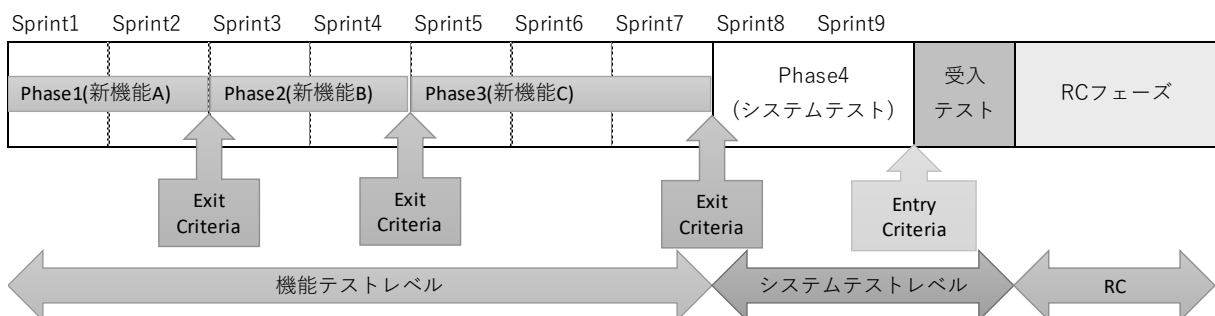 Sprint1 Sprint2 Sprint3 Sprint4 Sprint5 Sprint6 Sprint7 Sprint8 Sprint9
Phase1(新機能A) Phase2(新機能B) Phase3(新機能C)
Phase4
(システムテスト)
受入
テスト
RCフェーズ
Exit
Criteria
Exit
Criteria
Exit
Criteria
Entry
Criteria
機能テストレベル システムテストレベル RC